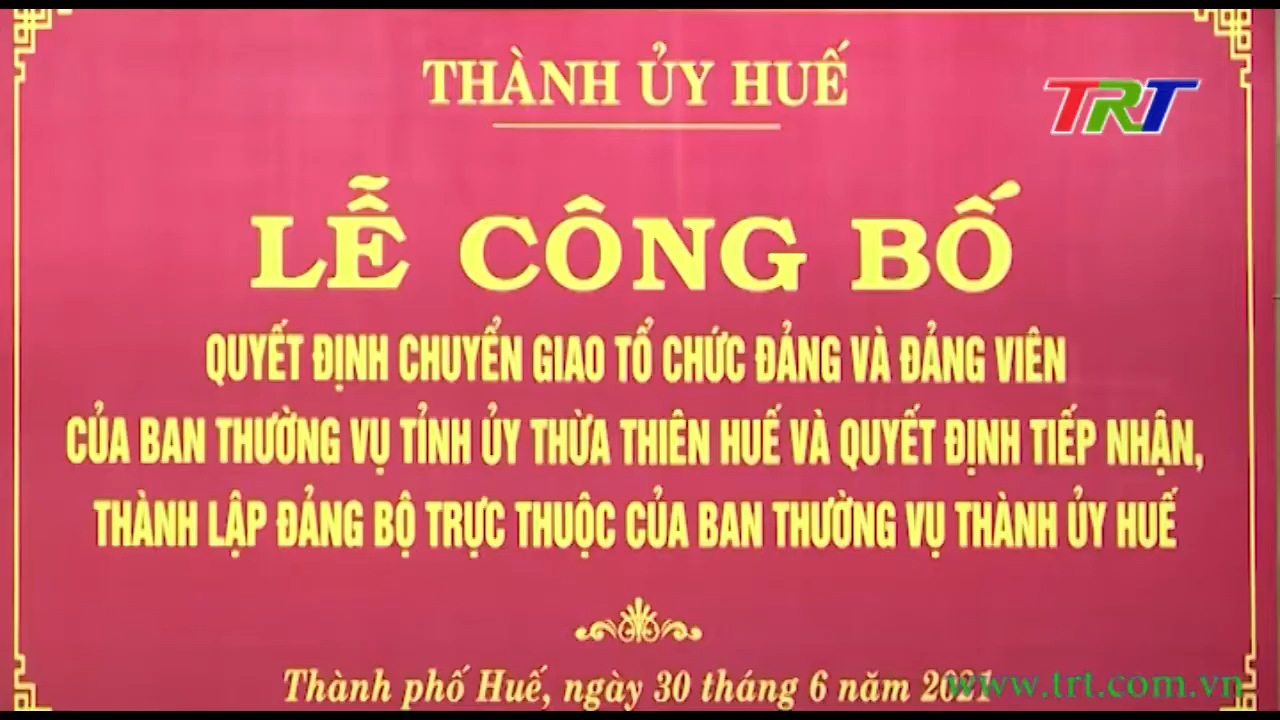 THÀNH ỦY HUẾ
TRT
LỄ CÔNG BỐ
QUYẾT ĐỊNH CHUYỂN GIAO TỔ CHỨC ĐẢNG VÀ ĐẢNG VIÊN
CỦA BAN THƯỜNG VỤ TỈNH ỦY THỪA THIÊN HUẾ VÀ QUYẾT ĐỊNH TIẾP NHẬN,
THÀNH LẬP ĐẢNG BỘ TRỰC THUỘC CỦA BAN THƯỜNG VỤ THÀNH ỦY HUẾ
Thành phố Huế, ngày 30 tháng 6 năm 2021
www.trt.com.vn